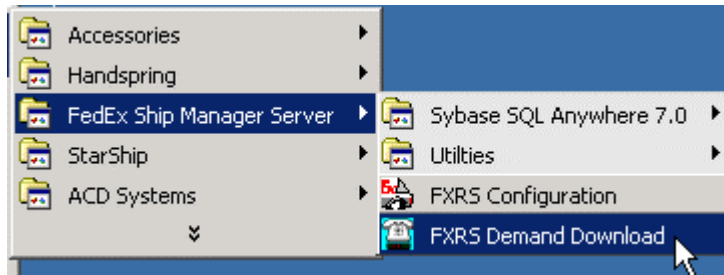 Accessories
Handspring
FedEx Ship Manager Server
StarShip
ACD Systems
Sybase SQL Anywhere 7.0
Utilties
FXRS Configuration
FXRS Demand Download